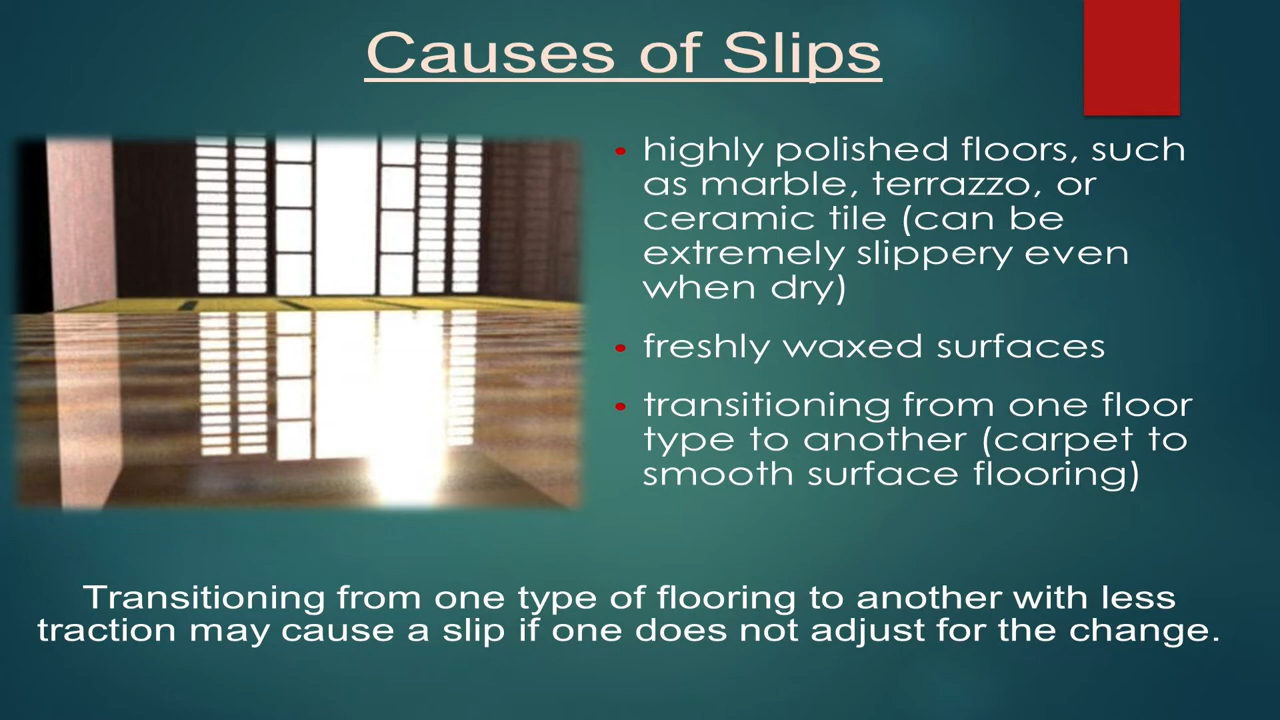 Causes of Slips
• highly polished floors, such
as marble, terrazzo, or
ceramic tile (can be
extremely slippery even
when dry)
• freshly waxed surfaces
• transitioning from one floor
type to another (carpet to
smooth surface flooring)
Transitioning from one type of flooring to another with less
traction may cause a slip if one does not adjust for the change.